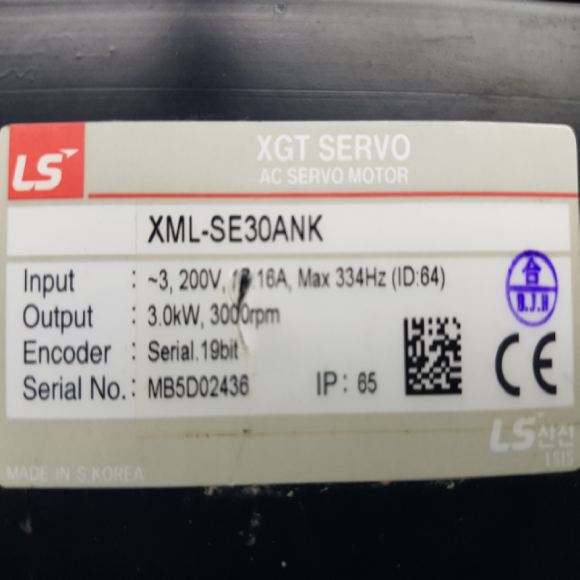 LS
XGT SERVO
AC SERVO MOTOR
XML-SE30ANK
Input : ~3, 200V, .16A, Max 334Hz (ID:64)
Output : 3.0kW, 3000rpm
Encoder : Serial.19bit
Serial No. : MB5D02436 IP : 65
合
B.J.H
CE
LS산전
LSIS
MADE IN S.KOREA